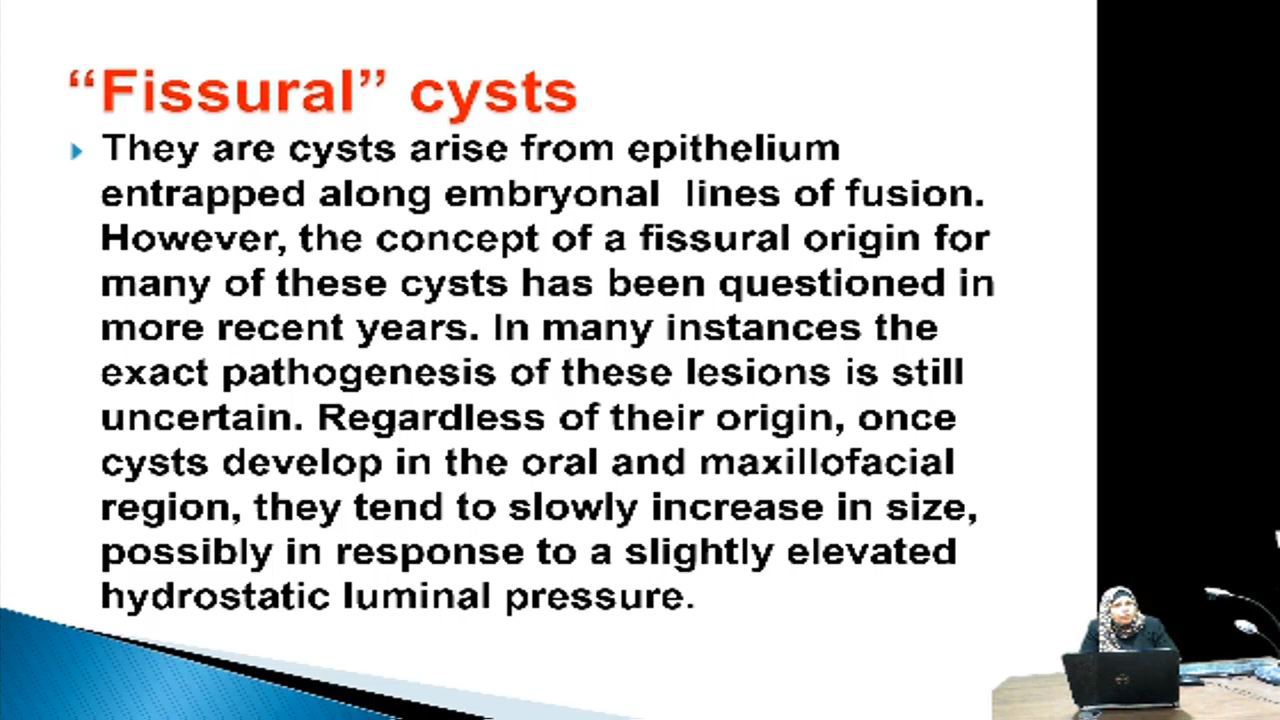 “Fissural” cysts
They are cysts arise from epithelium
entrapped along embryonal lines of fusion.
However, the concept of a fissural origin for
many of these cysts has been questioned in
more recent years. In many instances the
exact pathogenesis of these lesions is still
uncertain. Regardless of their origin, once
cysts develop in the oral and maxillofacial
region, they tend to slowly increase in size,
possibly in response to a slightly elevated
hydrostatic luminal pressure.